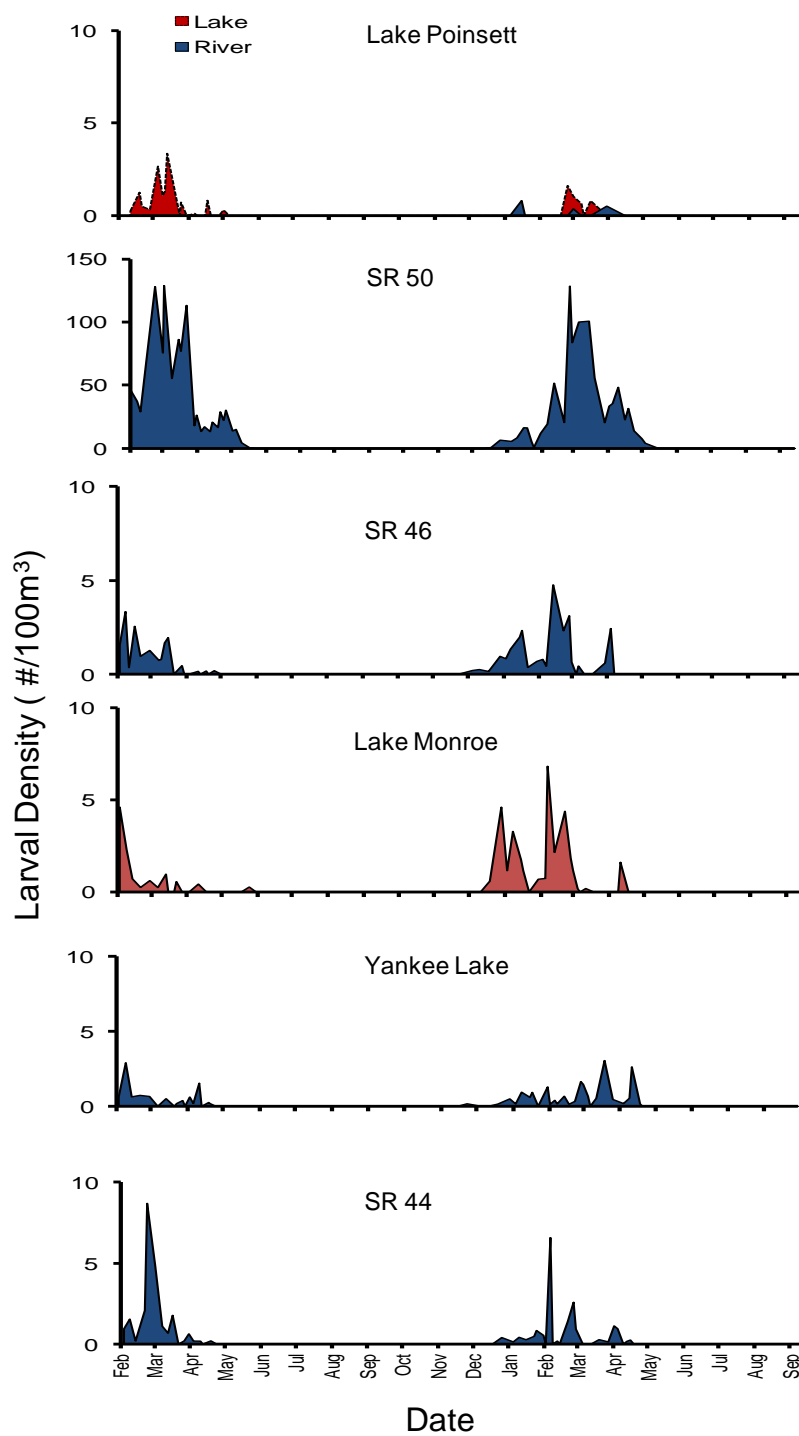 Lake
River
Lake Poinsett
10
5
0
SR 50
150
100
50
0
SR 46
10
5
0
Lake Monroe
10
5
0
Yankee Lake
10
5
0
SR 44
10
5
0
Larval Density ( #/100m³)
Feb Mar Apr May Jun Jul Aug Sep Oct Nov Dec Jan Feb Mar Apr May Jun Jul Aug Sep
Date